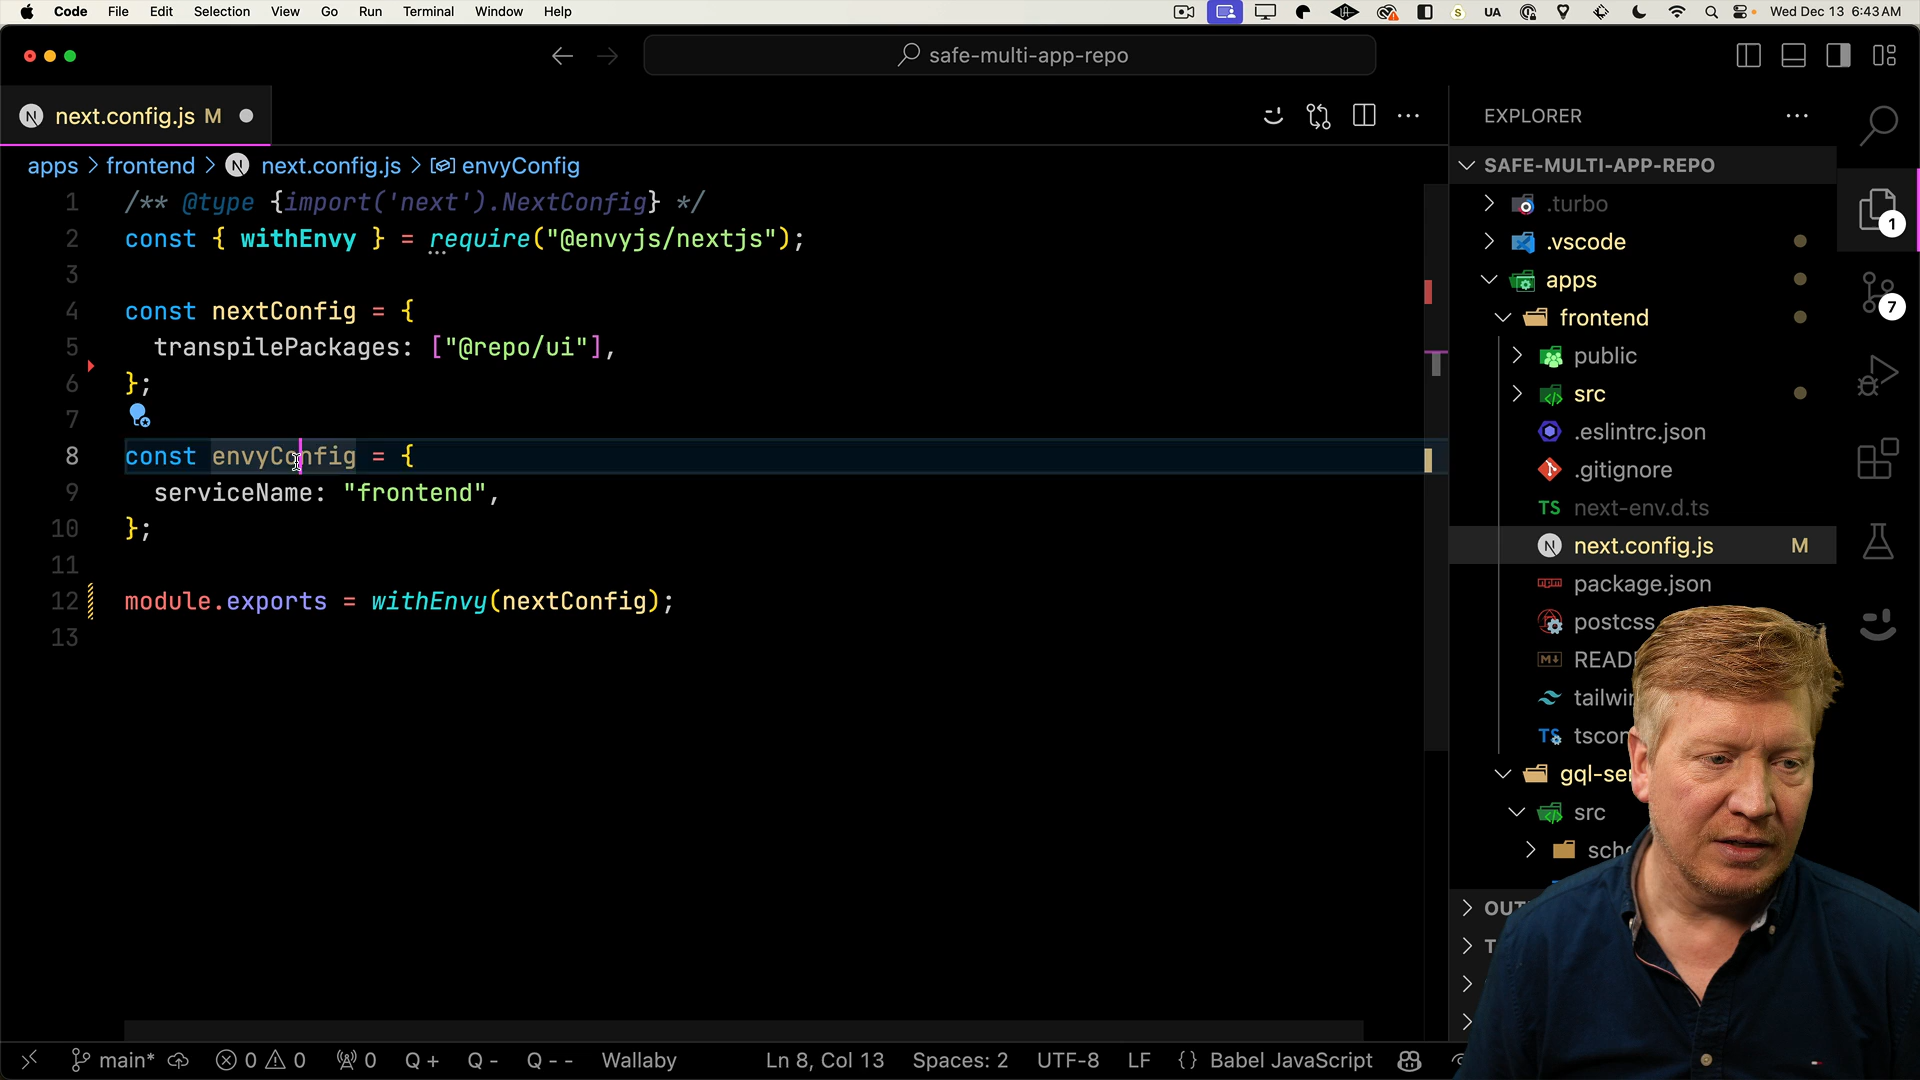 Code File Edit Selection View Go Run Terminal Window Help
UA
Wed Dec 13 6:43 AM
safe-multi-app-repo
next.config.js M
apps > frontend > next.config.js > envyConfig
1 /** @type {import('next').NextConfig} */
2 const { withEnvy } = require("@envyjs/nextjs");
3
4 const nextConfig = {
5 transpilePackages: ["@repo/ui"],
6 };
7
8 const envyConfig = {
9 serviceName: "frontend",
10 };
11
12 module.exports = withEnvy(nextConfig);
13
EXPLORER
SAFE-MULTI-APP-REPO
.turbo
.vscode
apps
frontend
public
src
.eslintrc.json
.gitignore
TS next-env.d.ts
next.config.js M
package.json
postcss
READ
tailwi
TS tscon
gql-ser
src
sche
OUT
T
1
7
main* 0 0 0 Q + Q - Q - - Wallaby Ln 8, Col 13 Spaces: 2 UTF-8 LF {} Babel JavaScript